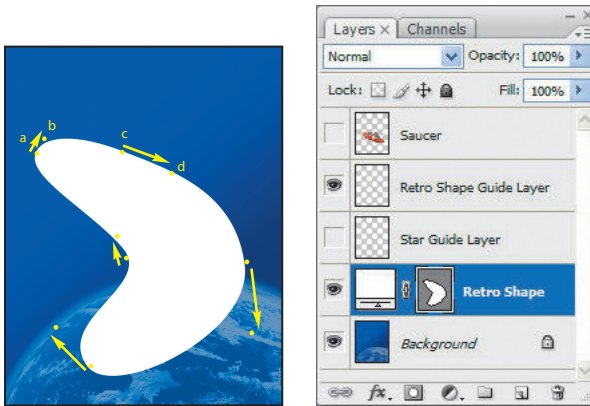 b
a
c
d
Layers × Channels
Normal Opacity: 100%
Lock: Fill: 100%
Saucer
Retro Shape Guide Layer
Star Guide Layer
Retro Shape
Background
fx.